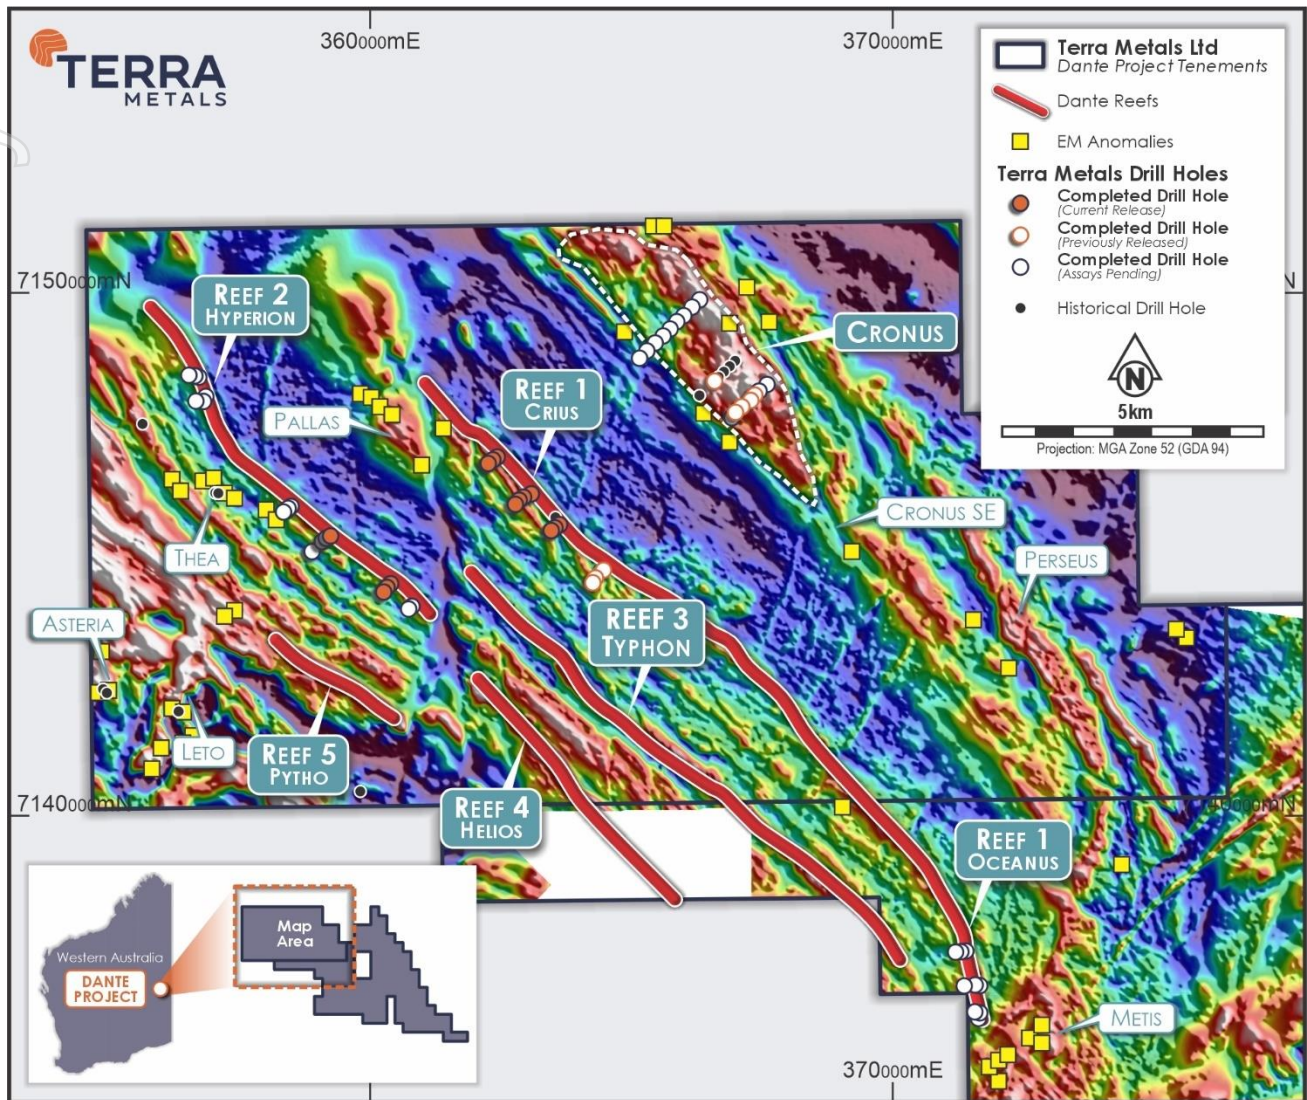 360000mE
370000mE
TERRA
METALS
Terra Metals Ltd
Dante Project Tenements
Dante Reefs
EM Anomalies
Terra Metals Drill Holes
Completed Drill Hole
(Current Release)
Completed Drill Hole
(Previously Released)
Completed Drill Hole
(Assays Pending)
Historical Drill Hole
N
5km
Projection: MGA Zone 52 (GDA 94)
7150000mN
N
REEF 2
HYPERION
CRONUS
REEF 1
CRIUS
PALLAS
CRONUS SE
THEA
PERSEUS
ASTERIA
REEF 3
TYPHON
LETO
REEF 5
PYTHO
REEF 4
HELIOS
7140000mN
40000mN
REEF 1
OCEANUS
Map
Area
Western Australia
DANTE
PROJECT
METIS
370000mE